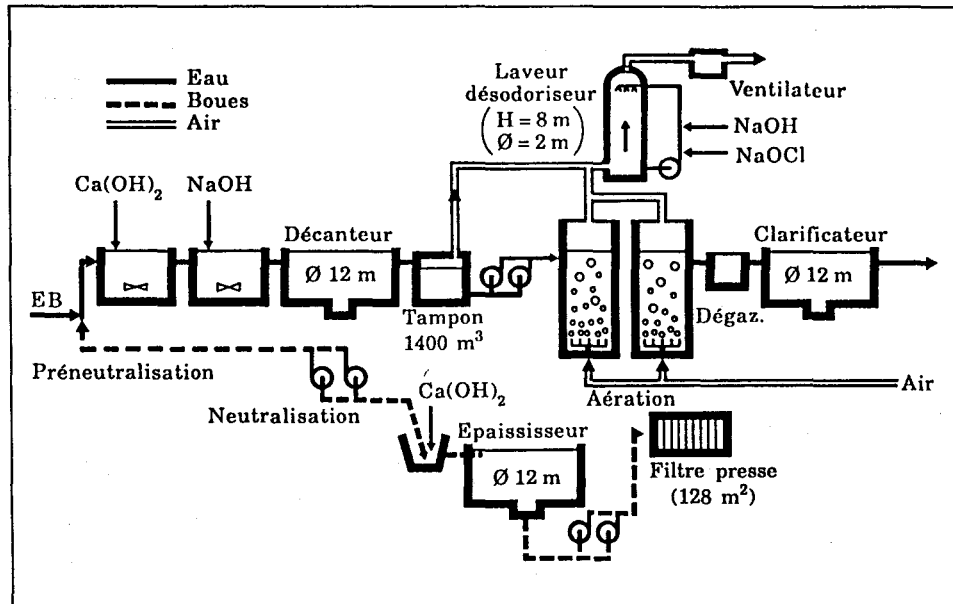 Eau
Boues
Air
Laveur
désodoriseur
( H = 8 m
Ø = 2 m )
Ventilateur
NaOH
NaOCl
Ca(OH)₂
NaOH
Décanteur
Ø 12 m
Clarificateur
Ø 12 m
EB
Tampon
1400 m³
Dégaz.
Préneutralisation
Aération
Air
Neutralisation
Ca(OH)₂
Epaississeur
Ø 12 m
Filtre presse
(128 m²)